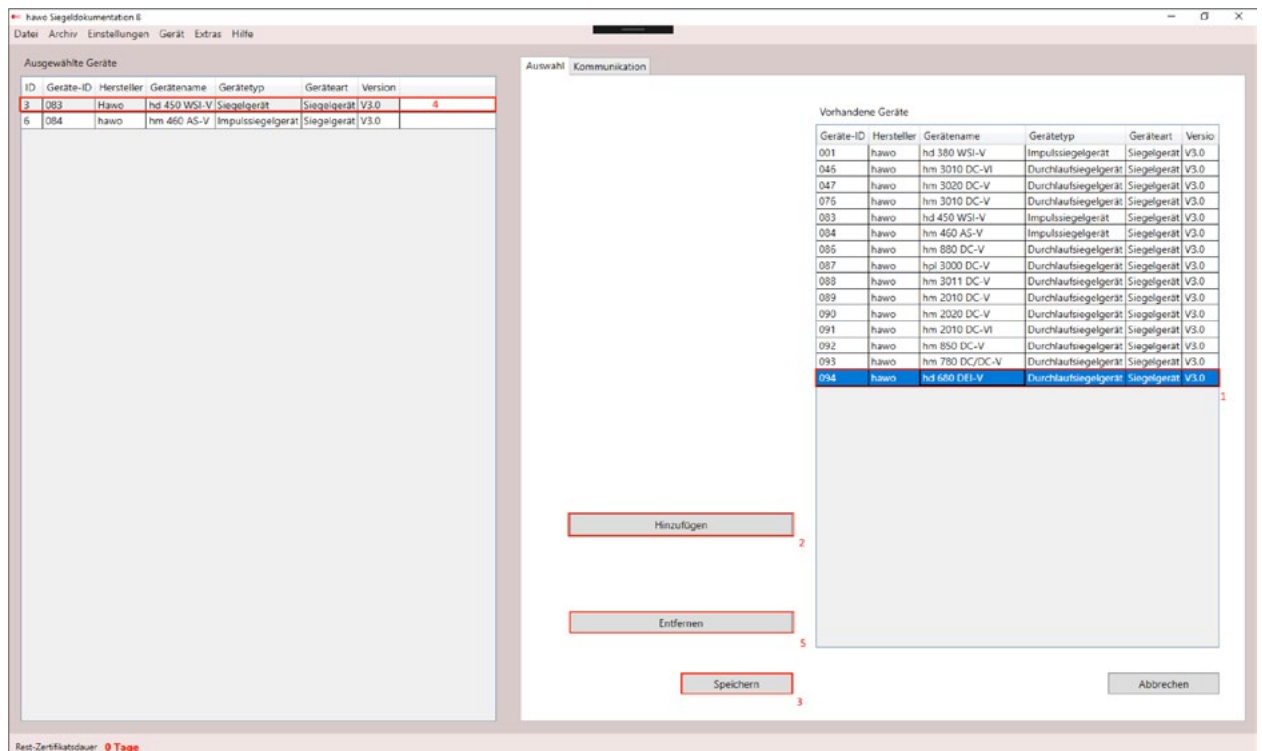 hawo Siegeldokumentation 8
Datei Archiv Einstellungen Gerät Extras Hilfe
Ausgewählte Geräte
ID Geräte-ID Hersteller Gerätename Gerätetyp Geräteart Version
3 083 Hawo hd 450 WSI-V Siegelgerät Siegelgerät V3.0 4
6 084 hawo hm 460 AS-V Impulssiegelgerät Siegelgerät V3.0
Auswahl Kommunikation
Vorhandene Geräte
Geräte-ID Hersteller Gerätename Gerätetyp Geräteart Versio
001 hawo hd 380 WSI-V Impulssiegelgerät Siegelgerät V3.0
046 hawo hm 3010 DC-VI Durchlaufsiegelgerät Siegelgerät V3.0
047 hawo hm 3020 DC-V Durchlaufsiegelgerät Siegelgerät V3.0
076 hawo hm 3010 DC-V Durchlaufsiegelgerät Siegelgerät V3.0
083 hawo hd 450 WSI-V Impulssiegelgerät Siegelgerät V3.0
084 hawo hm 460 AS-V Impulssiegelgerät Siegelgerät V3.0
086 hawo hm 880 DC-V Durchlaufsiegelgerät Siegelgerät V3.0
087 hawo hpl 3000 DC-V Durchlaufsiegelgerät Siegelgerät V3.0
088 hawo hm 3011 DC-V Durchlaufsiegelgerät Siegelgerät V3.0
089 hawo hm 2010 DC-V Durchlaufsiegelgerät Siegelgerät V3.0
090 hawo hm 2020 DC-V Durchlaufsiegelgerät Siegelgerät V3.0
091 hawo hm 2010 DC-VI Durchlaufsiegelgerät Siegelgerät V3.0
092 hawo hm 850 DC-V Durchlaufsiegelgerät Siegelgerät V3.0
093 hawo hm 780 DC/DC-V Durchlaufsiegelgerät Siegelgerät V3.0
094 hawo hd 680 DEI-V Durchlaufsiegelgerät Siegelgerät V3.0
1
Hinzufügen
2
Entfernen
5
Speichern
3
Abbrechen
Rest-Zertifikatsdauer 0 Tage